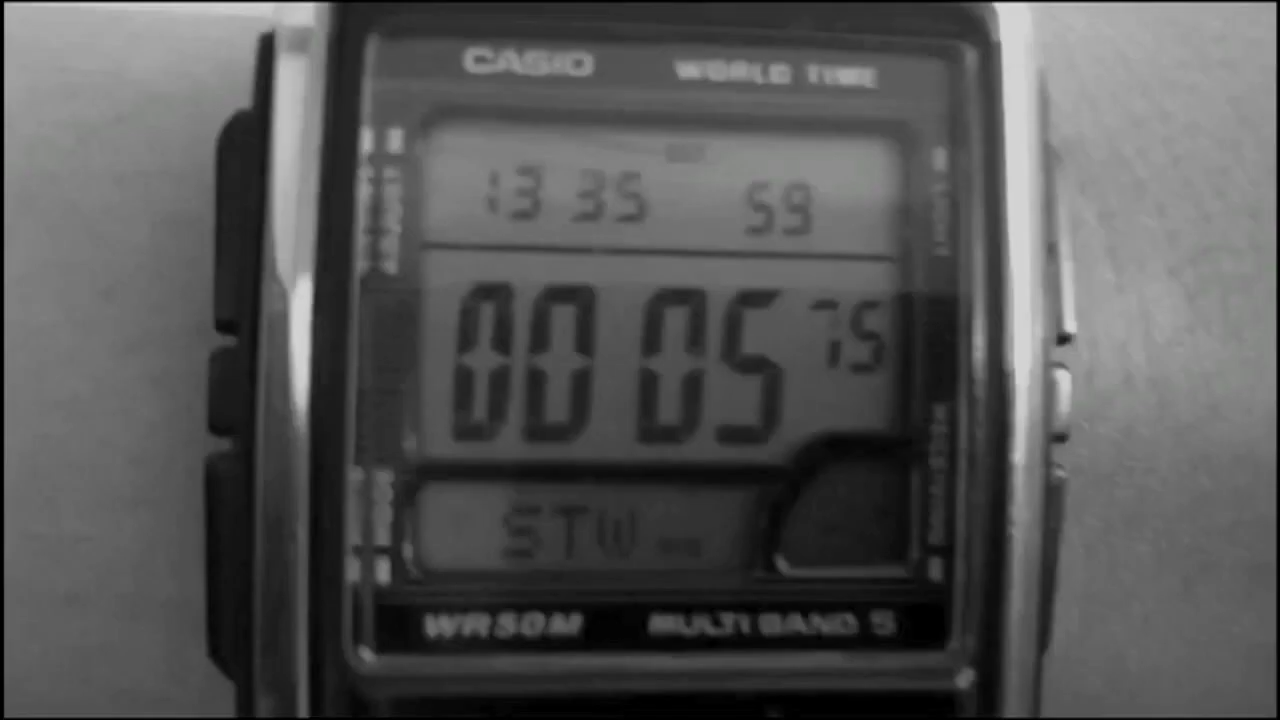 CASIO WORLD TIME
13 35 59
00 05 75
STW
WR50M MULTI BAND 5